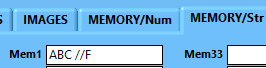 S IMAGES MEMORY/Num MEMORY/Str
Mem1 ABC //F Mem33